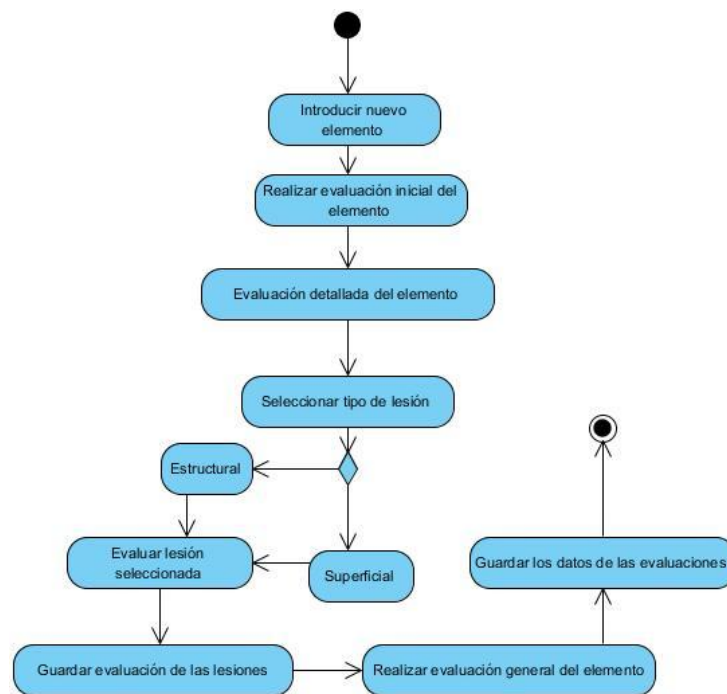 Introducir nuevo
elemento
Realizar evaluación inicial del
elemento
Evaluación detallada del elemento
Seleccionar tipo de lesión
Estructural
Evaluar lesión
seleccionada
Superficial
Guardar los datos de las evaluaciones
Guardar evaluación de las lesiones
Realizar evaluación general del elemento